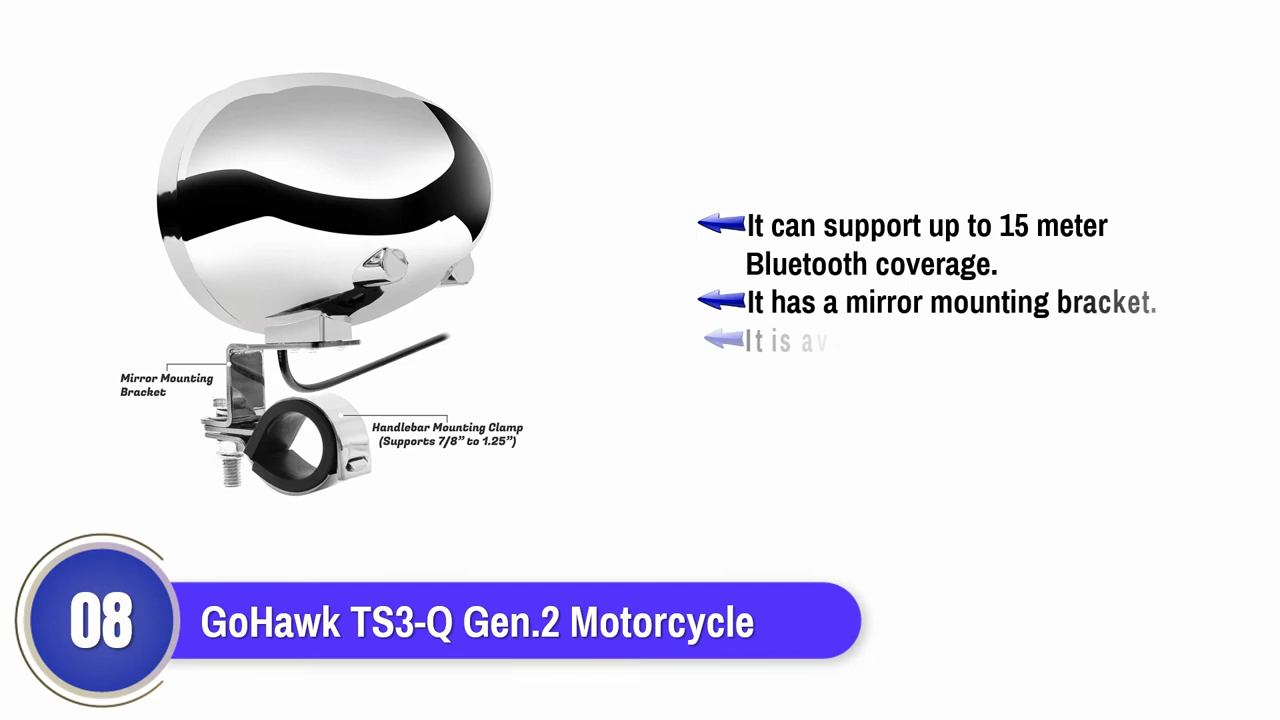 It can support up to 15 meter
Bluetooth coverage.
It has a mirror mounting bracket.
It is av
Mirror Mounting
Bracket
Handlebar Mounting Clamp
(Supports 7/8” to 1.25”)
08
GoHawk TS3-Q Gen.2 Motorcycle